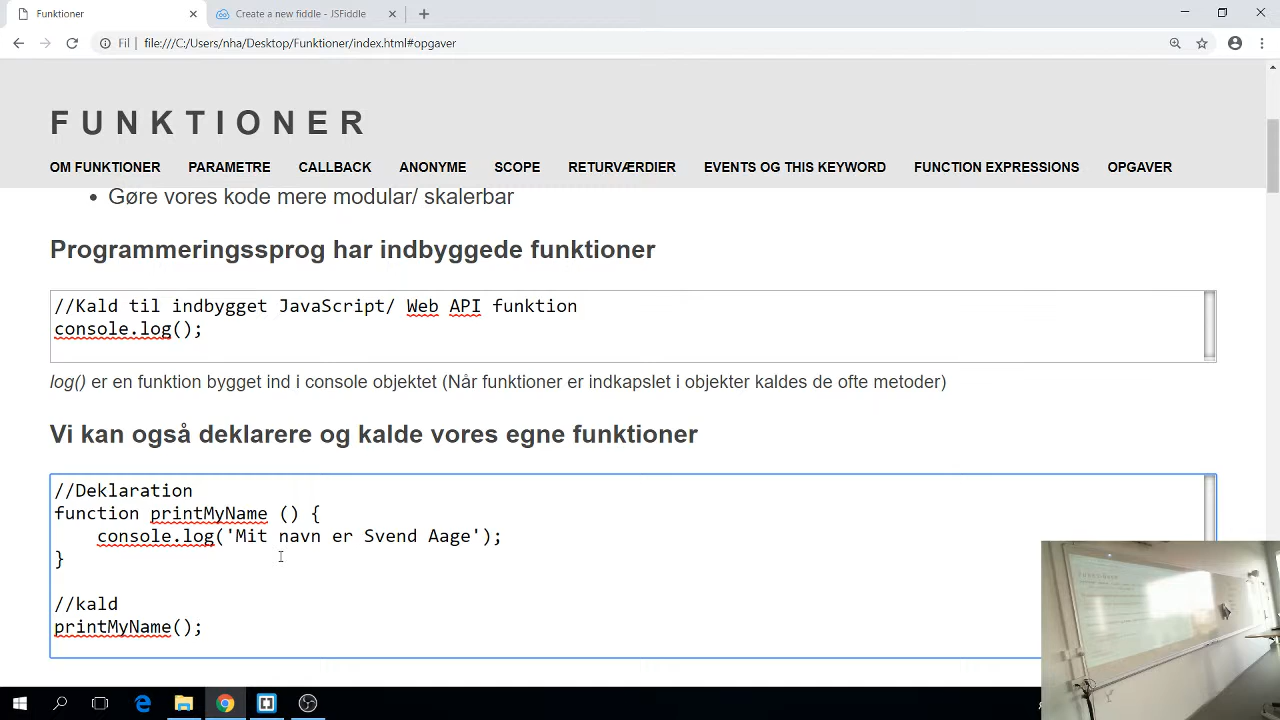 Funktioner
Create a new fiddle - JSFiddle
Fil
file:///C:/Users/nha/Desktop/Funktioner/index.html#opgaver
FUNKTIONER
OM FUNKTIONER PARAMETRE CALLBACK ANONYME SCOPE RETURVÆRDIER EVENTS OG THIS KEYWORD FUNCTION EXPRESSIONS OPGAVER
• Gøre vores kode mere modular/ skalerbar
Programmeringssprog har indbyggede funktioner
//Kald til indbygget JavaScript/ Web API funktion
console.log();
log() er en funktion bygget ind i console objektet (Når funktioner er indkapslet i objekter kaldes de ofte metoder)
Vi kan også deklarere og kalde vores egne funktioner
//Deklaration
function printMyName () {
    console.log('Mit navn er Svend Aage');
}
//kald
printMyName();